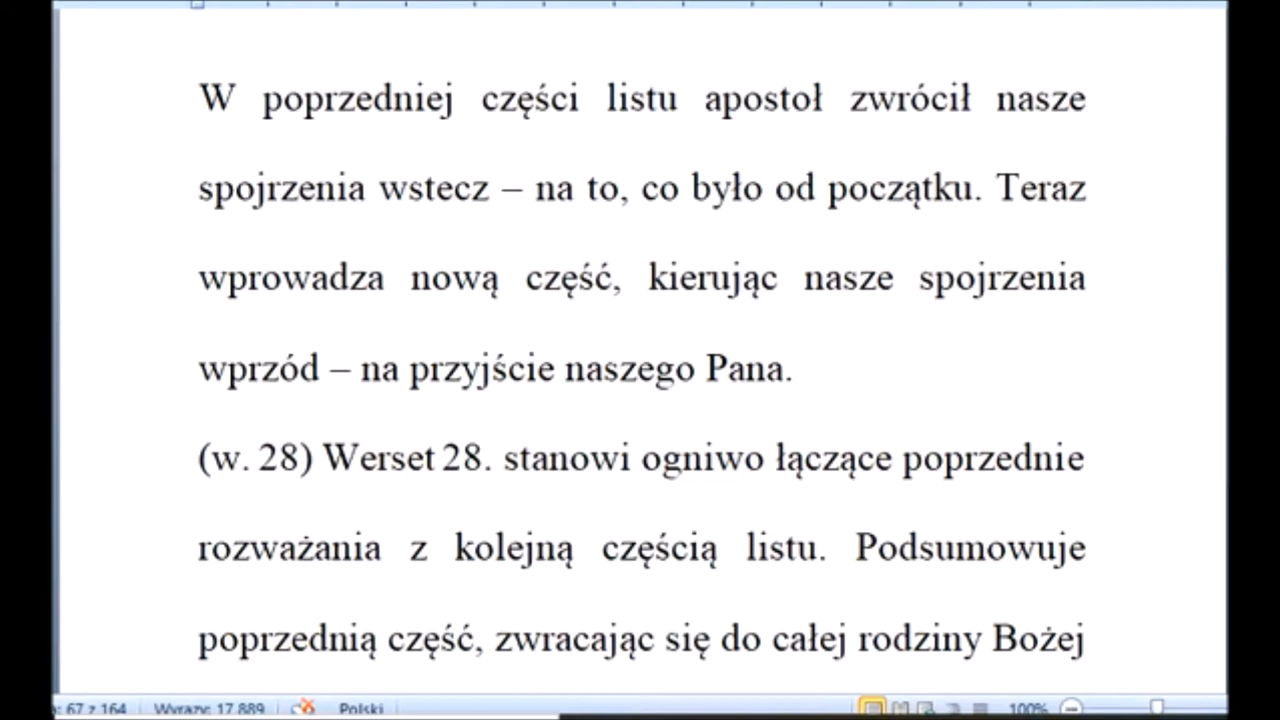 W poprzedniej części listu apostoł zwrócił nasze
spojrzenia wstecz – na to, co było od początku. Teraz
wprowadza nową część, kierując nasze spojrzenia
wprzód – na przyjście naszego Pana.
(w. 28) Werset 28. stanowi ogniwo łączące poprzednie
rozważania z kolejną częścią listu. Podsumowuje
poprzednią część, zwracając się do całej rodziny Bożej
: 67 z 164 Wyrazy: 17 889 Polski 100%